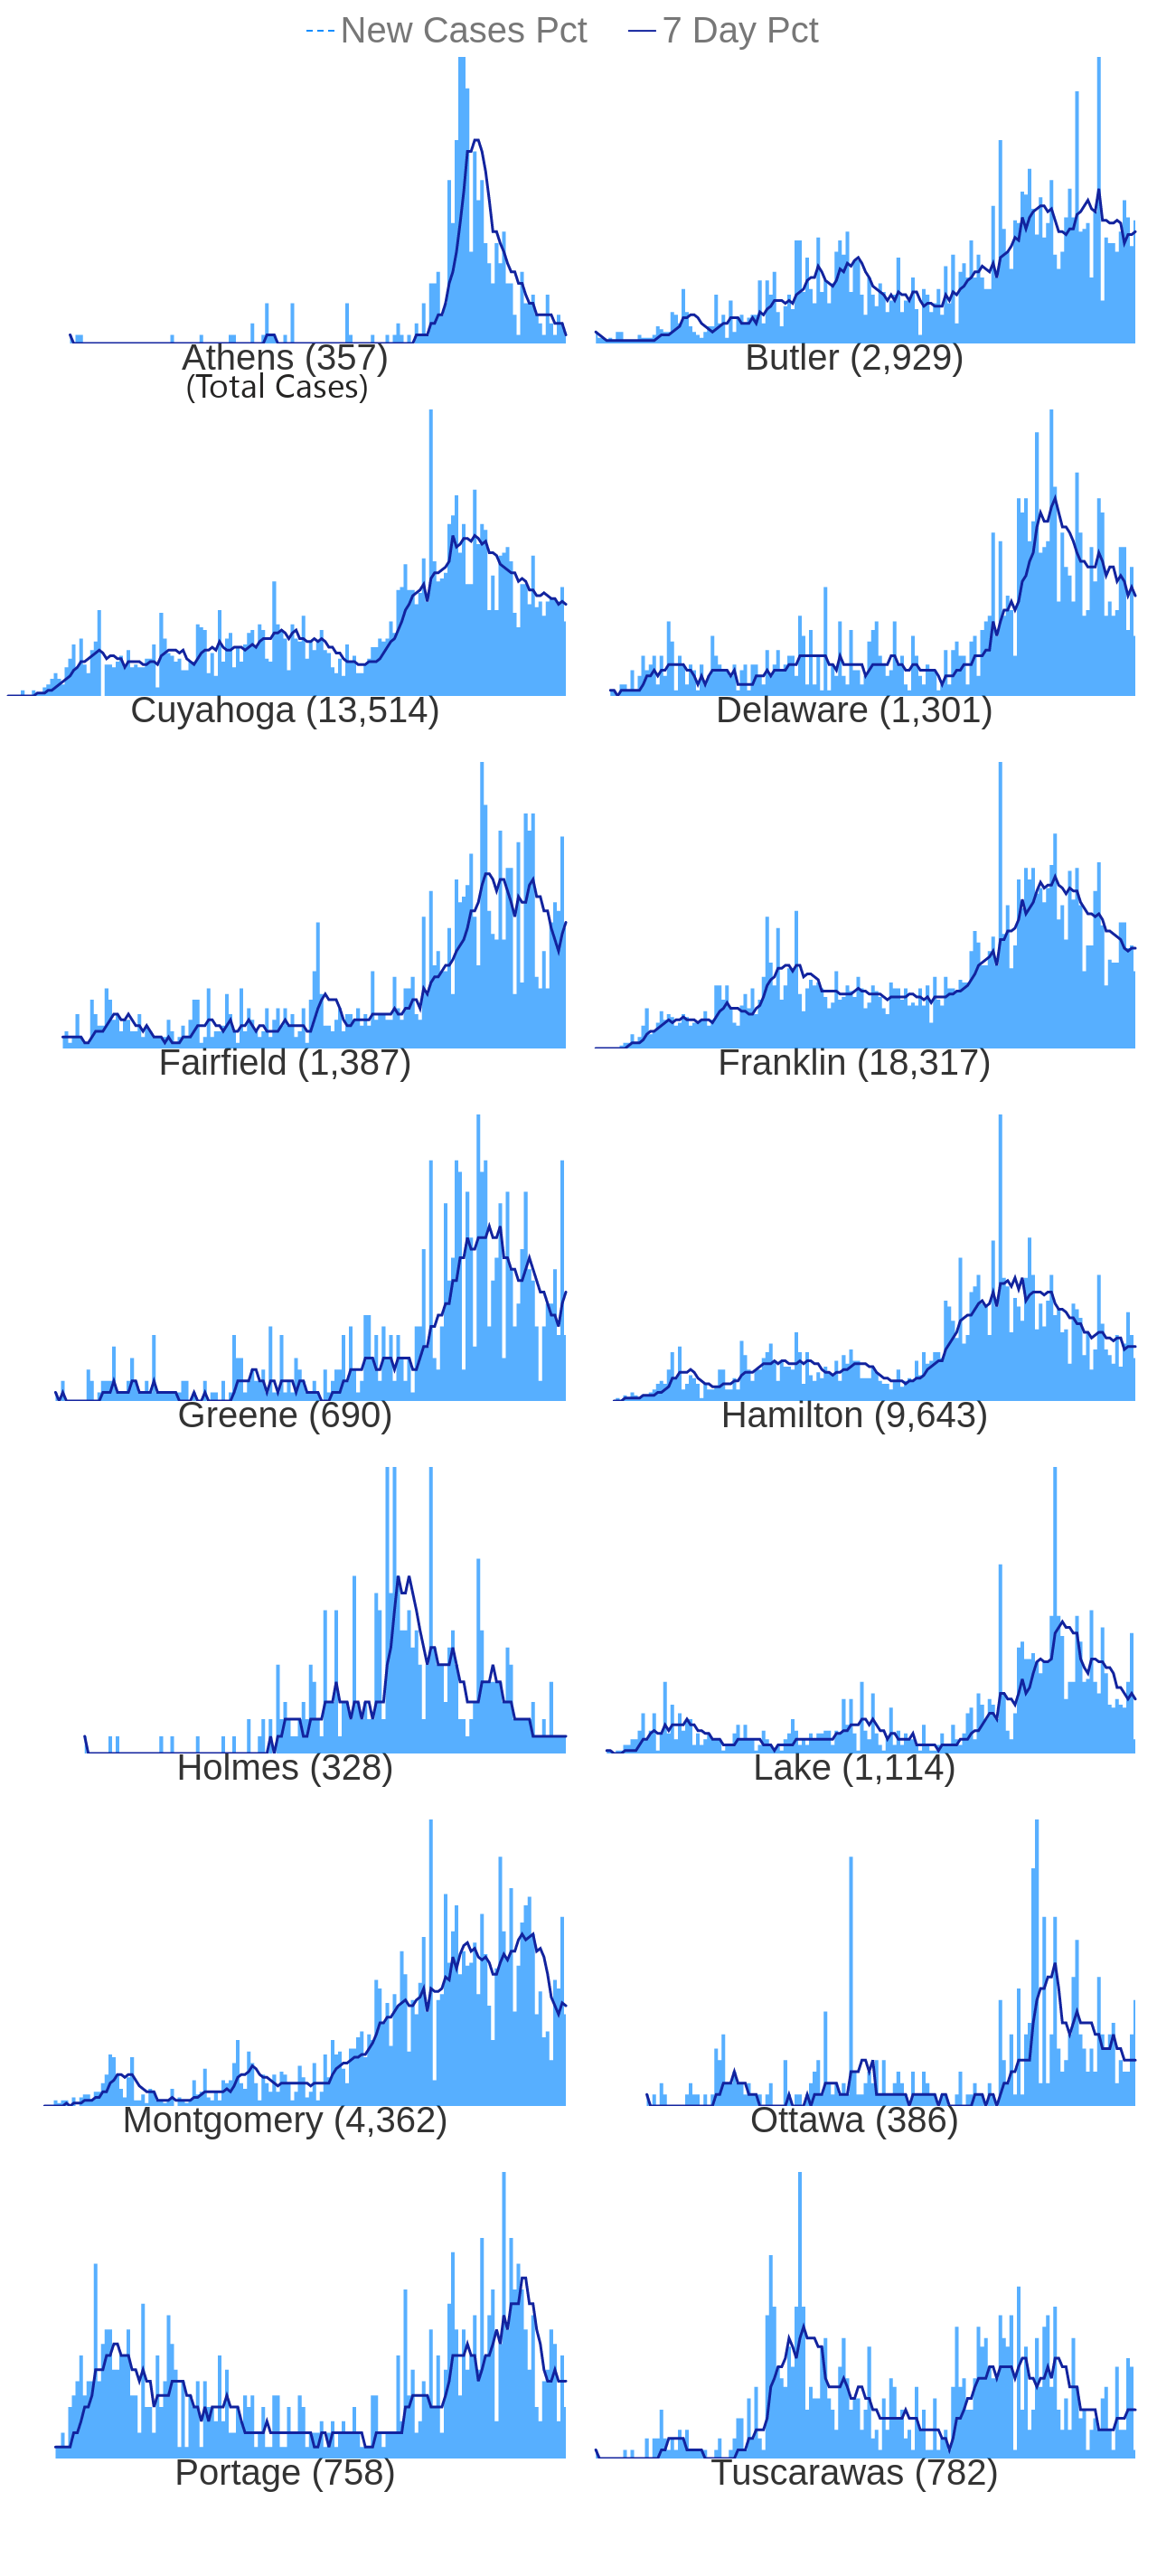 New Cases Pct 7 Day Pct
Athens (357) Butler (2,929)
(Total Cases)
Cuyahoga (13,514) Delaware (1,301)
Fairfield (1,387) Franklin (18,317)
Greene (690) Hamilton (9,643)
Holmes (328) Lake (1,114)
Montgomery (4,362) Ottawa (386)
Portage (758) Tuscarawas (782)